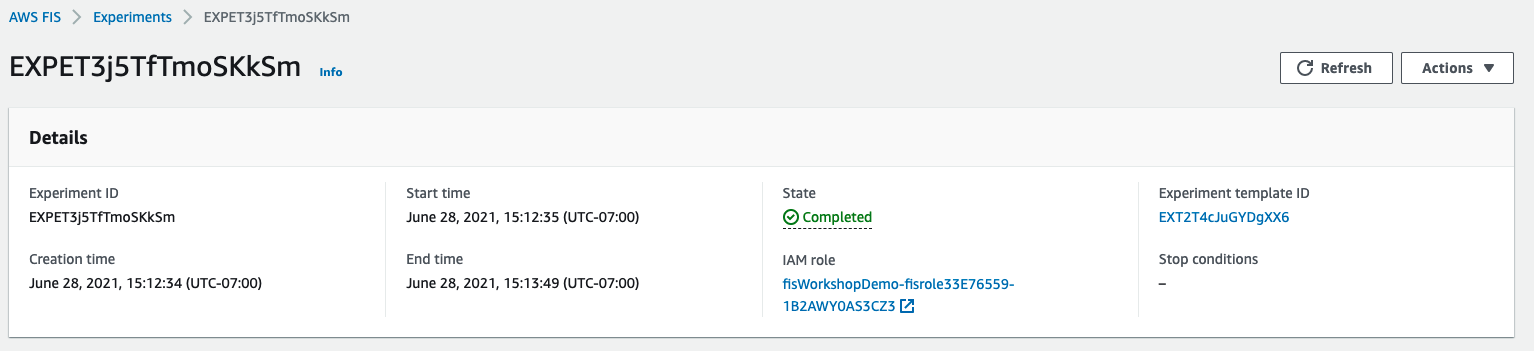 AWS FIS > Experiments > EXPET3j5TfTmoSKkSm
EXPET3j5TfTmoSKkSm Info
Refresh
Actions
Details
Experiment ID
EXPET3j5TfTmoSKkSm
Creation time
June 28, 2021, 15:12:34 (UTC-07:00)
Start time
June 28, 2021, 15:12:35 (UTC-07:00)
End time
June 28, 2021, 15:13:49 (UTC-07:00)
State
Completed
IAM role
fisWorkshopDemo-fisrole33E76559-
1B2AWY0AS3CZ3
Experiment template ID
EXT2T4cJuGYDgXX6
Stop conditions
–